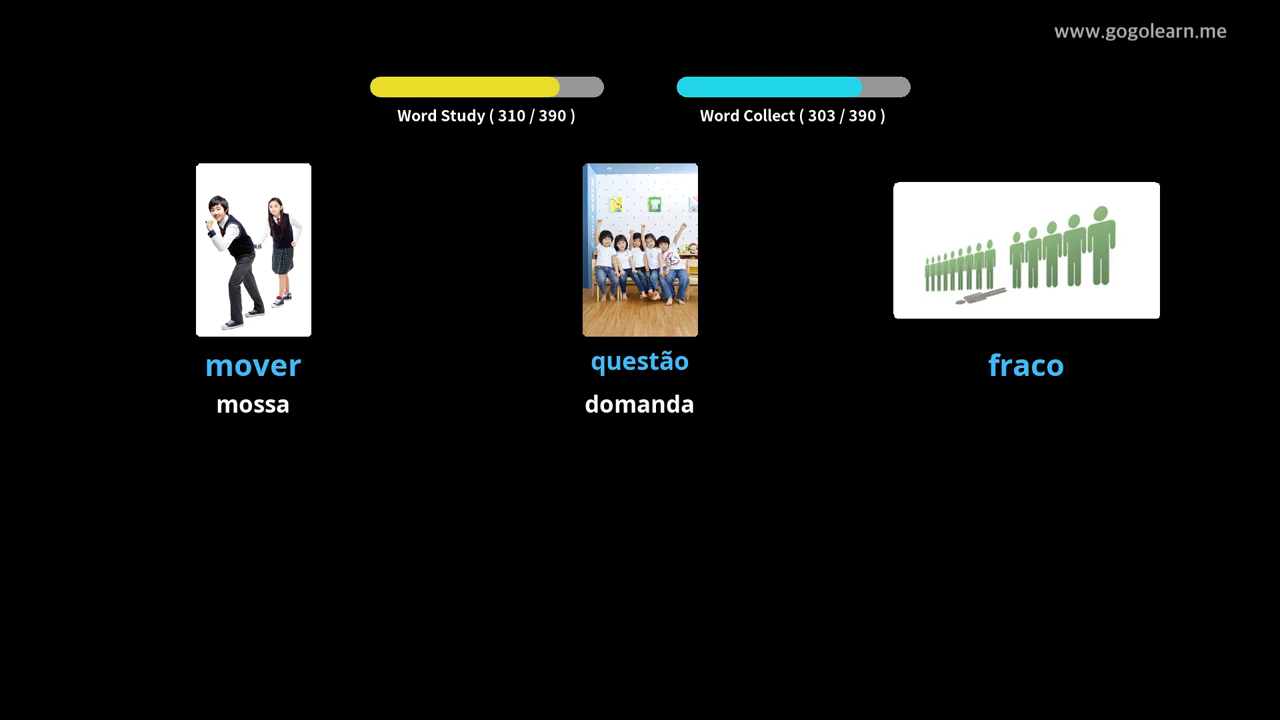 www.gogolearn.me
Word Study ( 310 / 390 )
Word Collect ( 303 / 390 )
mover
mossa
questão
domanda
fraco